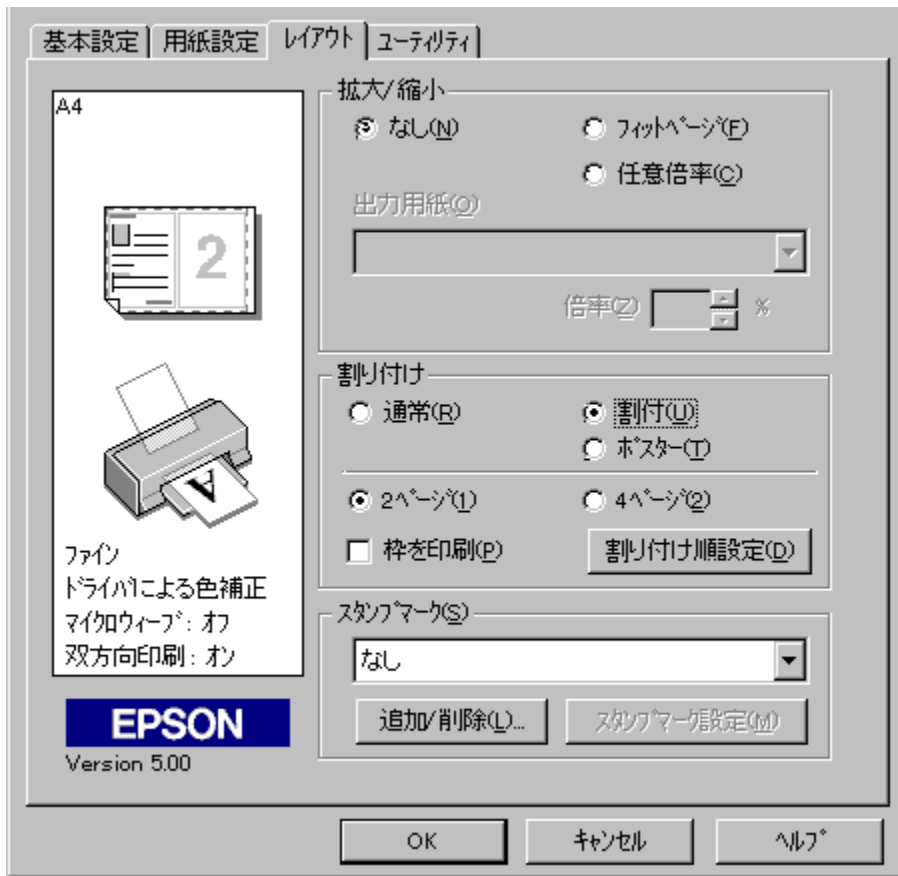 基本設定 用紙設定 ﾚｲｱｳﾄ ﾕｰﾃｨﾘﾃｨ
A4
2
A
ﾌｧｲﾝ
ﾄﾞﾗｲﾊﾞによる色補正
ﾏｲｸﾛｳｨｰﾌﾞ: ｵﾌ
双方向印刷: ｵﾝ
EPSON
Version 5.00
拡大/縮小
なし(N) ﾌｨｯﾄﾍﾟｰｼﾞ(F)
任意倍率(C)
出力用紙(O)
倍率(Z) %
割り付け
通常(R) 割付(U)
ﾎﾟｽﾀｰ(T)
2ﾍﾟｰｼﾞ(1) 4ﾍﾟｰｼﾞ(2)
枠を印刷(P) 割り付け順設定(D)
ｽﾀﾝﾌﾟﾏｰｸ(S)
なし
追加/削除(L)... ｽﾀﾝﾌﾟﾏｰｸ設定(M)
OK ｷｬﾝｾﾙ ﾍﾙﾌﾟ